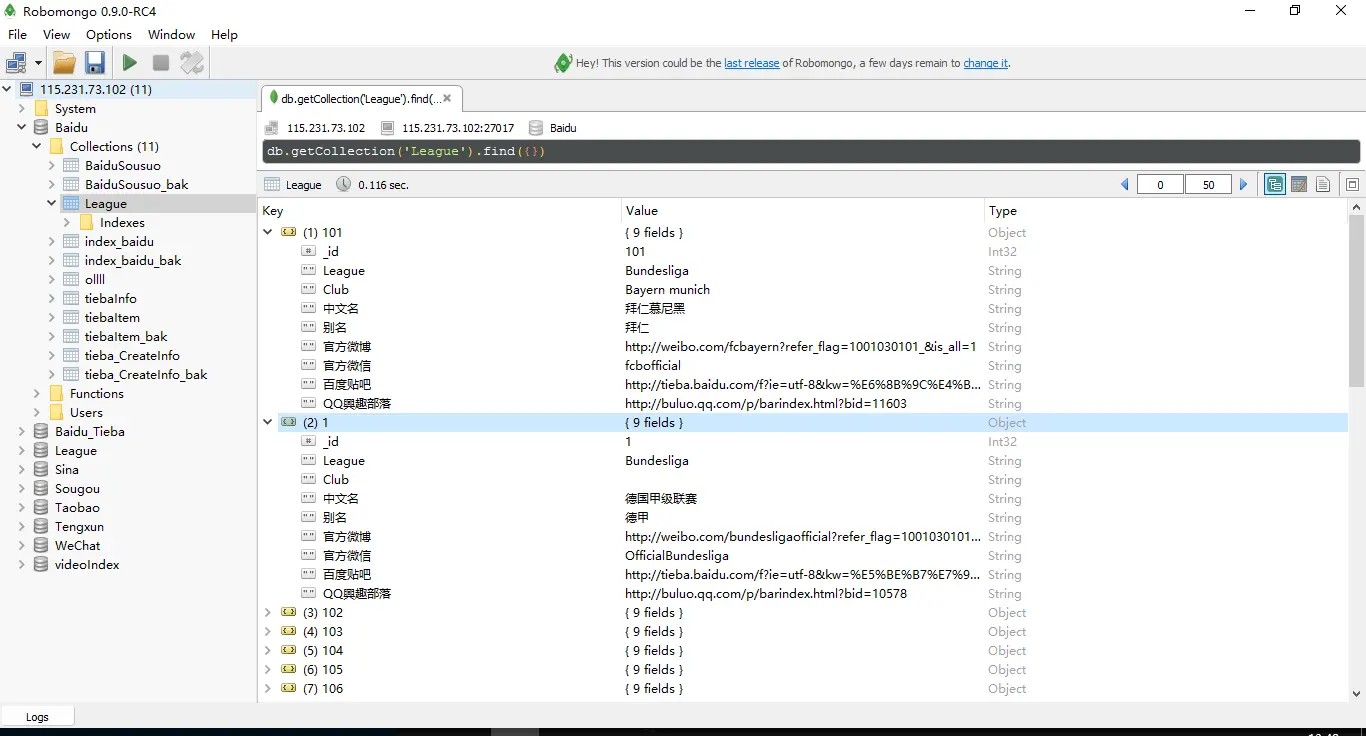 Robomongo 0.9.0-RC4
File View Options Window Help
Hey! This version could be the last release of Robomongo, a few days remain to change it.
115.231.73.102 (11)
System
Baidu
Collections (11)
BaiduSousuo
BaiduSousuo_bak
League
Indexes
index_baidu
index_baidu_bak
ollll
tiebaInfo
tiebaItem
tiebaItem_bak
tieba_CreateInfo
tieba_CreateInfo_bak
Functions
Users
Baidu_Tieba
League
Sina
Sougou
Taobao
Tengxun
WeChat
videoIndex
db.getCollection('League').find(...
115.231.73.102 115.231.73.102:27017 Baidu
db.getCollection('League').find({})
League 0.116 sec. 0 50
Key Value Type
(1) 101 { 9 fields } Object
_id 101 Int32
League Bundesliga String
Club Bayern munich String
中文名 拜仁慕尼黑 String
别名 拜仁 String
官方微博 http://weibo.com/fcbayern?refer_flag=1001030101_&is_all=1 String
官方微信 fcbofficial String
百度贴吧 http://tieba.baidu.com/f?ie=utf-8&kw=%E6%8B%9C%E4%B... String
QQ興趣部落 http://buluo.qq.com/p/barindex.html?bid=11603 String
(2) 1 { 9 fields } Object
_id 1 Int32
League Bundesliga String
Club String
中文名 德国甲级联赛 String
别名 德甲 String
官方微博 http://weibo.com/bundesligaofficial?refer_flag=1001030101... String
官方微信 OfficialBundesliga String
百度贴吧 http://tieba.baidu.com/f?ie=utf-8&kw=%E5%BE%B7%E7%9... String
QQ興趣部落 http://buluo.qq.com/p/barindex.html?bid=10578 String
(3) 102 { 9 fields } Object
(4) 103 { 9 fields } Object
(5) 104 { 9 fields } Object
(6) 105 { 9 fields } Object
(7) 106 { 9 fields } Object
Logs